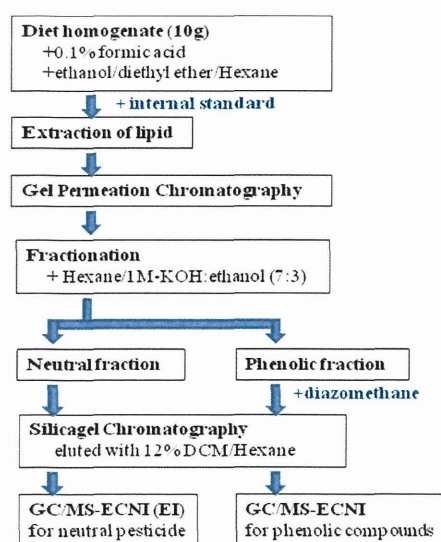 Diet homogenate (10g)
+0.1% formic acid
+ethanol/diethyl ether/Hexane
+ internal standard
Extraction of lipid
Gel Permeation Chromatography
Fractionation
+ Hexane/1M-KOH:ethanol (7:3)
Neutral fraction
Phenolic fraction
+diazomethane
Silicagel Chromatography
eluted with 12% DCM/Hexane
GC/MS-ECNI (EI)
for neutral pesticide
GC/MS-ECNI
for phenolic compounds